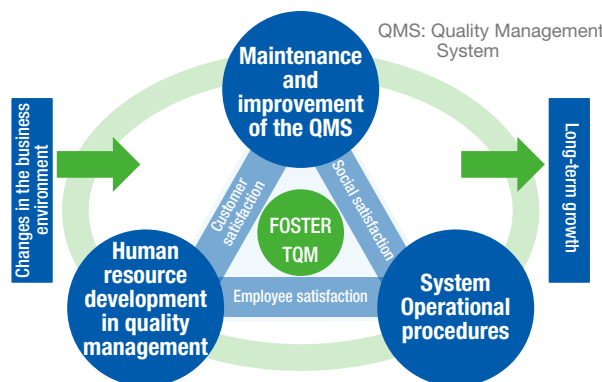 QMS: Quality Management
System
Maintenance
and
improvement
of the QMS
Changes in the business
environment
Long-term growth
Customer
satisfaction
Social satisfaction
FOSTER
TQM
Human
resource
development
in quality
management
Employee satisfaction
System
Operational
procedures